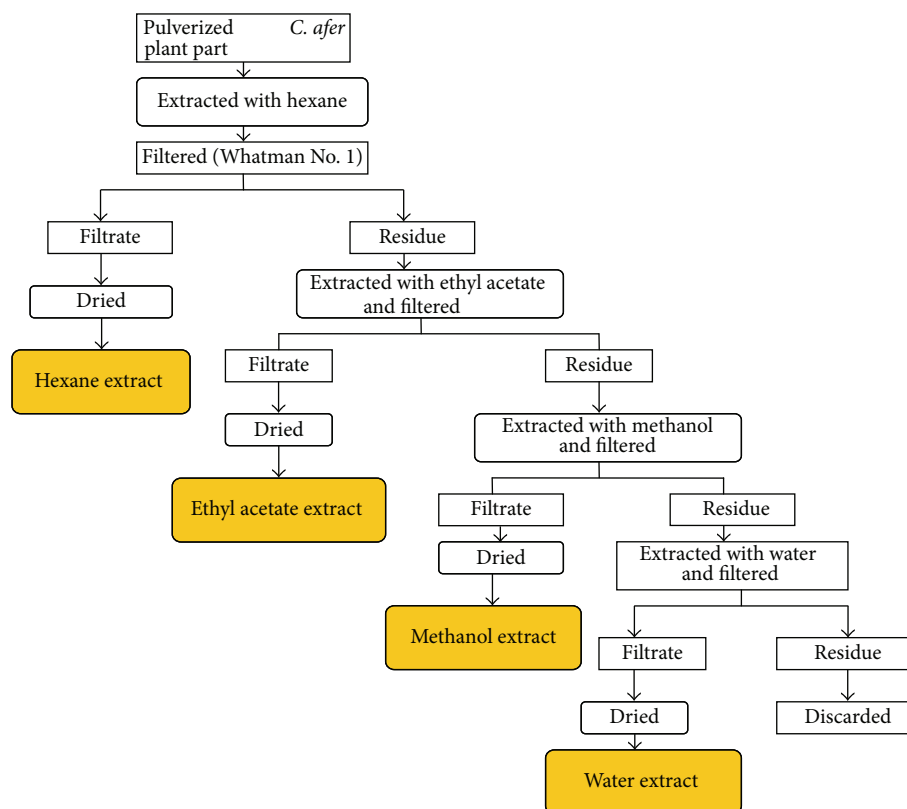 Pulverized C. afer
plant part
Extracted with hexane
Filtered (Whatman No. 1)
Filtrate
Residue
Dried
Extracted with ethyl acetate
and filtered
Hexane extract
Filtrate
Residue
Dried
Extracted with methanol
and filtered
Ethyl acetate extract
Filtrate
Residue
Dried
Extracted with water
and filtered
Methanol extract
Filtrate
Residue
Dried
Discarded
Water extract